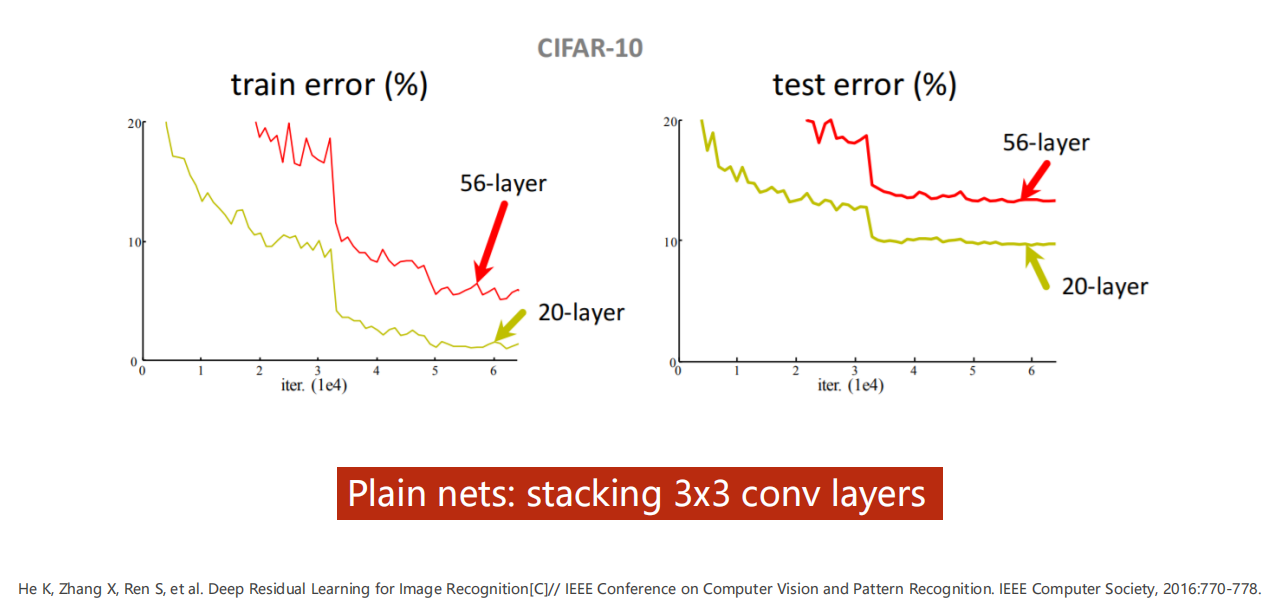 CIFAR-10
train error (%)
20
10
0
0 1 2 3 4 5 6
iter. (1e4)
56-layer
20-layer
test error (%)
20
10
0
0 1 2 3 4 5 6
iter. (1e4)
56-layer
20-layer
Plain nets: stacking 3x3 conv layers
He K, Zhang X, Ren S, et al. Deep Residual Learning for Image Recognition[C]// IEEE Conference on Computer Vision and Pattern Recognition. IEEE Computer Society, 2016:770-778.